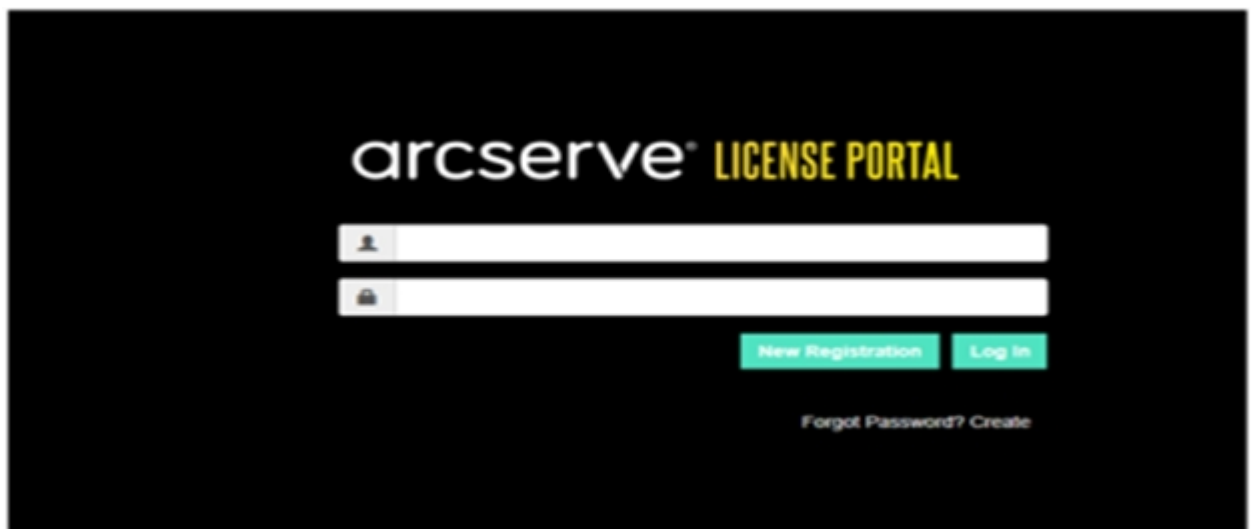 arcserve® LICENSE PORTAL
New Registration Log In
Forgot Password? Create